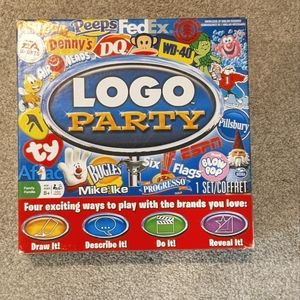 Peeps
FedEx
Denny's
DQ
WD-40
NERDS
LOGO
PARTY
Pillsbury
ty
ESPN
Aflac
BUGLES
Six Flags
BLOW POP
Mike Ike
PROGRESSO
1 SET/COFFRET
Four exciting ways to play with the brands you love:
Draw It!
Describe It!
Do It!
Reveal It!